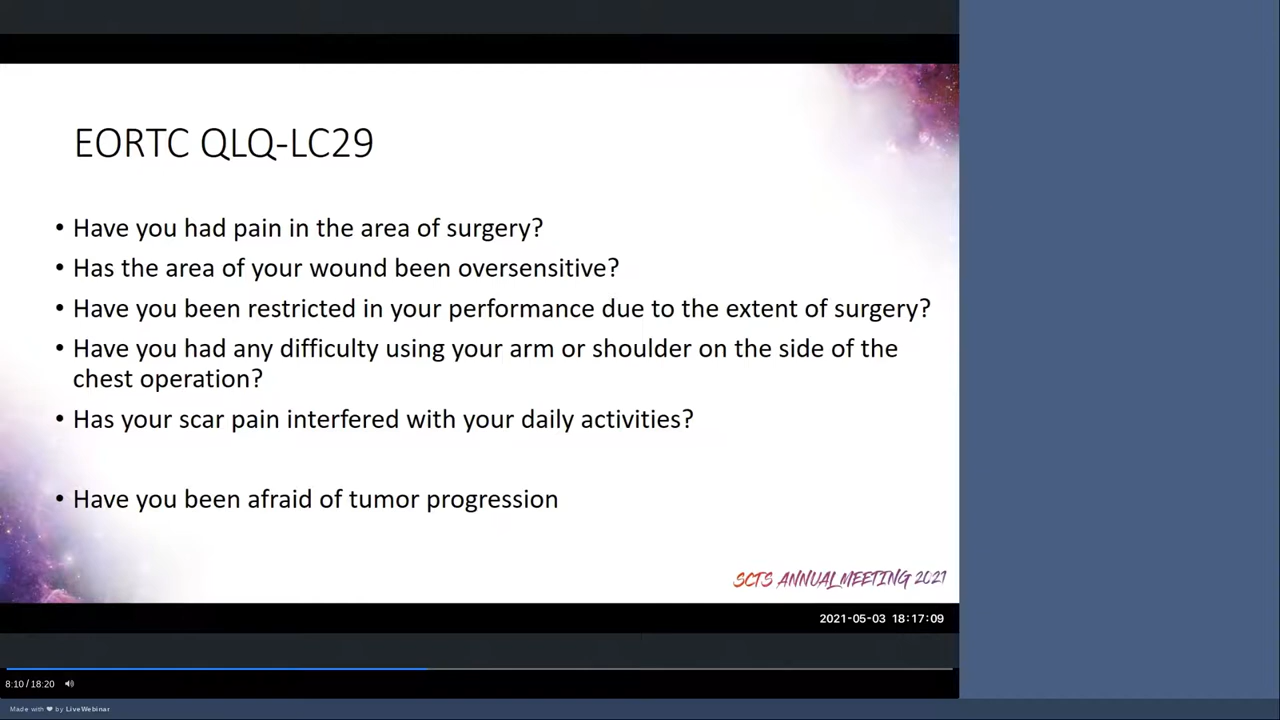 EORTC QLQ-LC29
• Have you had pain in the area of surgery?
• Has the area of your wound been oversensitive?
• Have you been restricted in your performance due to the extent of surgery?
• Have you had any difficulty using your arm or shoulder on the side of the
chest operation?
• Has your scar pain interfered with your daily activities?
• Have you been afraid of tumor progression
SCTS ANNUAL MEETING 2021
2021-05-03 18:17:09
8:10 / 18:20
Made with ❤ by LiveWebinar